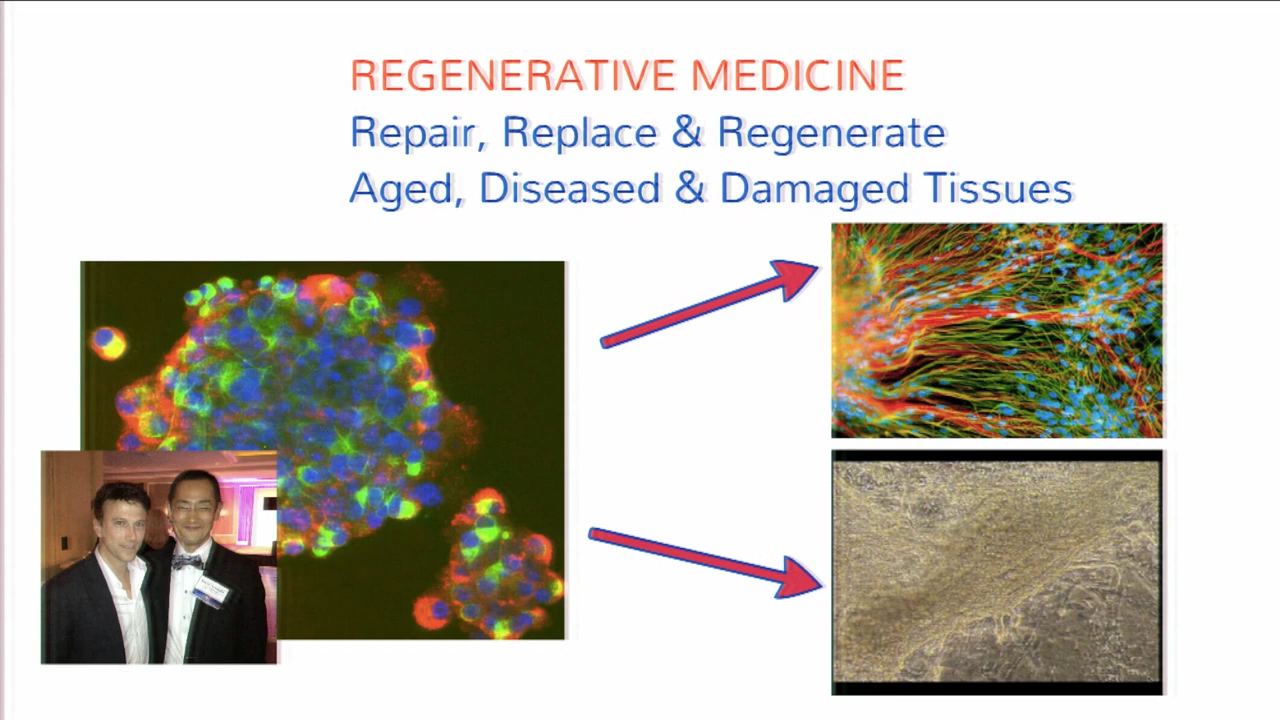 REGENERATIVE MEDICINE
Repair, Replace & Regenerate
Aged, Diseased & Damaged Tissues